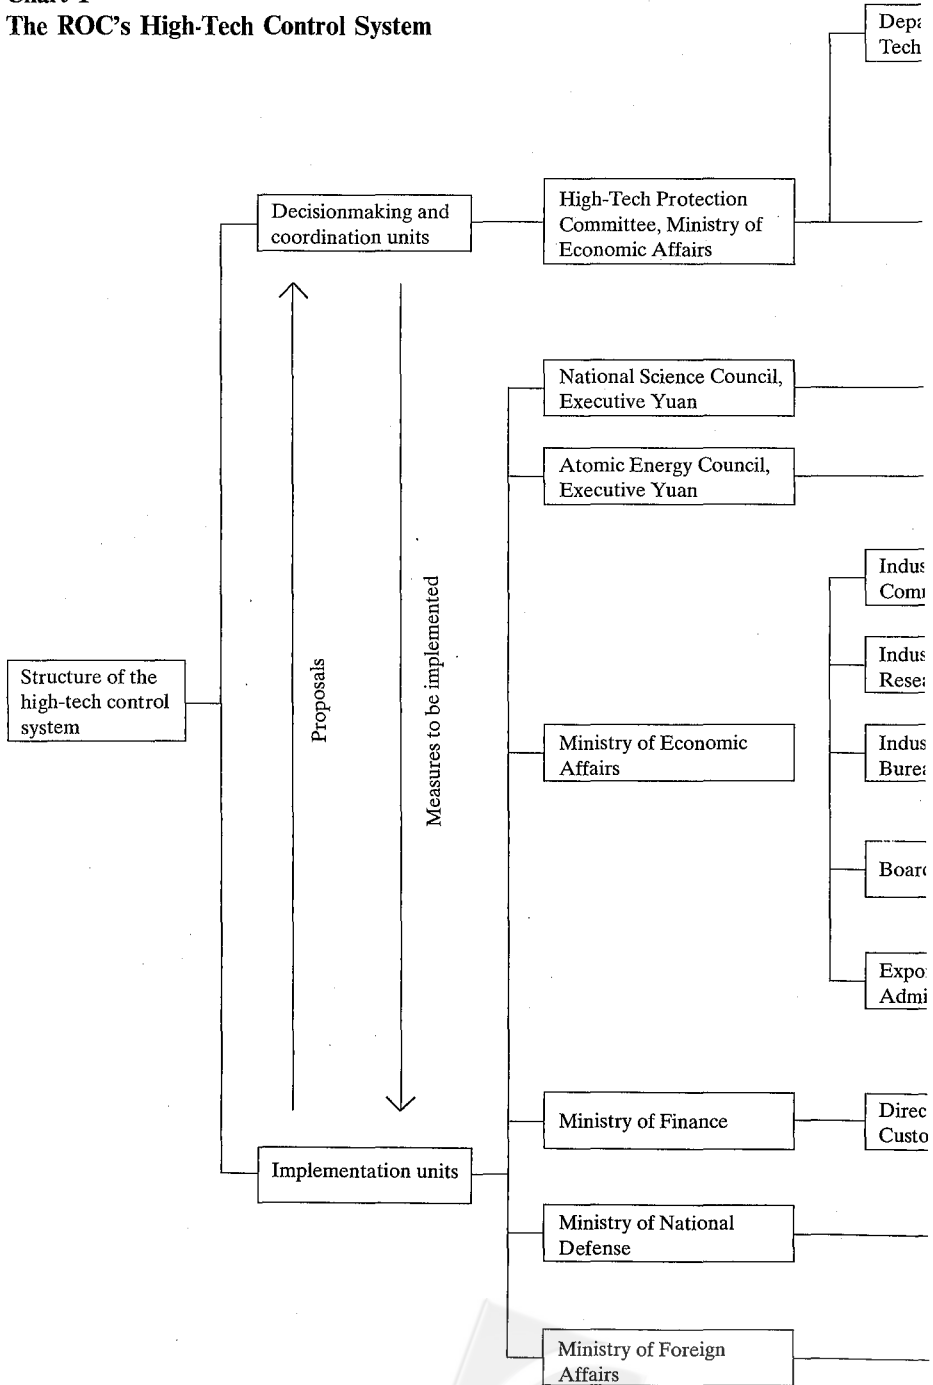 The ROC's High-Tech Control System
Decisionmaking and
coordination units
High-Tech Protection
Committee, Ministry of
Economic Affairs
National Science Council,
Executive Yuan
Atomic Energy Council,
Executive Yuan
Structure of the
high-tech control
system
Proposals
Measures to be implemented
Ministry of Economic
Affairs
Implementation units
Ministry of Finance
Ministry of National
Defense
Ministry of Foreign
Affairs